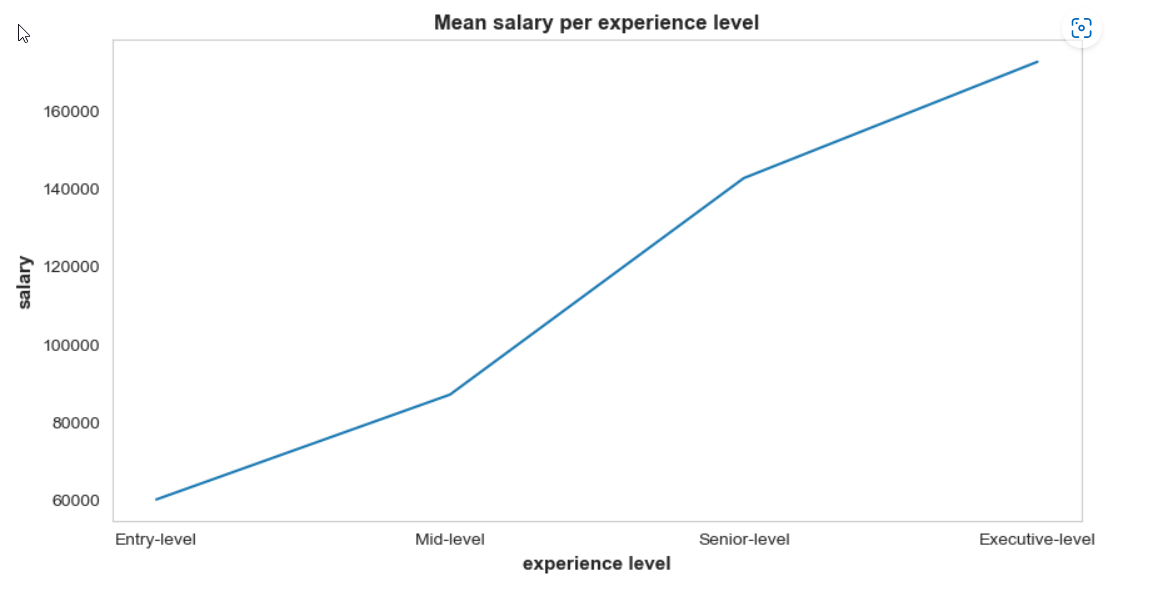 Mean salary per experience level
160000
140000
120000
100000
80000
60000
salary
Entry-level Mid-level Senior-level Executive-level
experience level